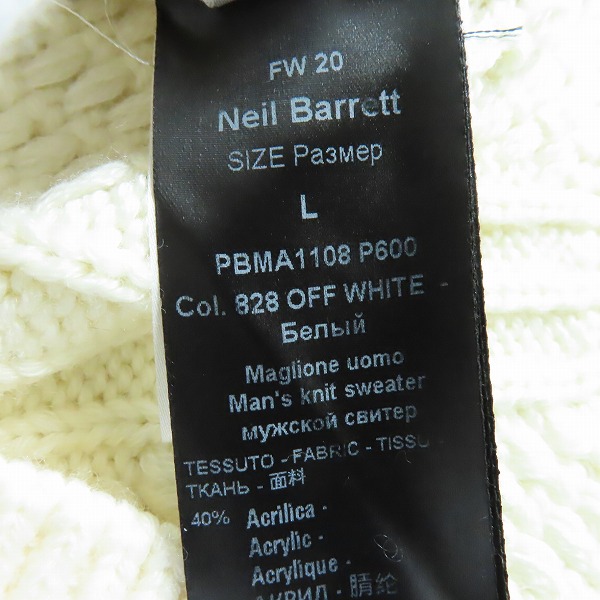 FW 20
Neil Barrett
SIZE Размер
L
PBMA1108 P600
Col. 828 OFF WHITE -
Белый
Maglione uomo
Man's knit sweater
мужской свитер
TESSUTO - FABRIC - TISSU -
ТКАНЬ - 面料
40% Acrilica -
Acrylic -
Acrylique -
АКРИЛ - 腈纶